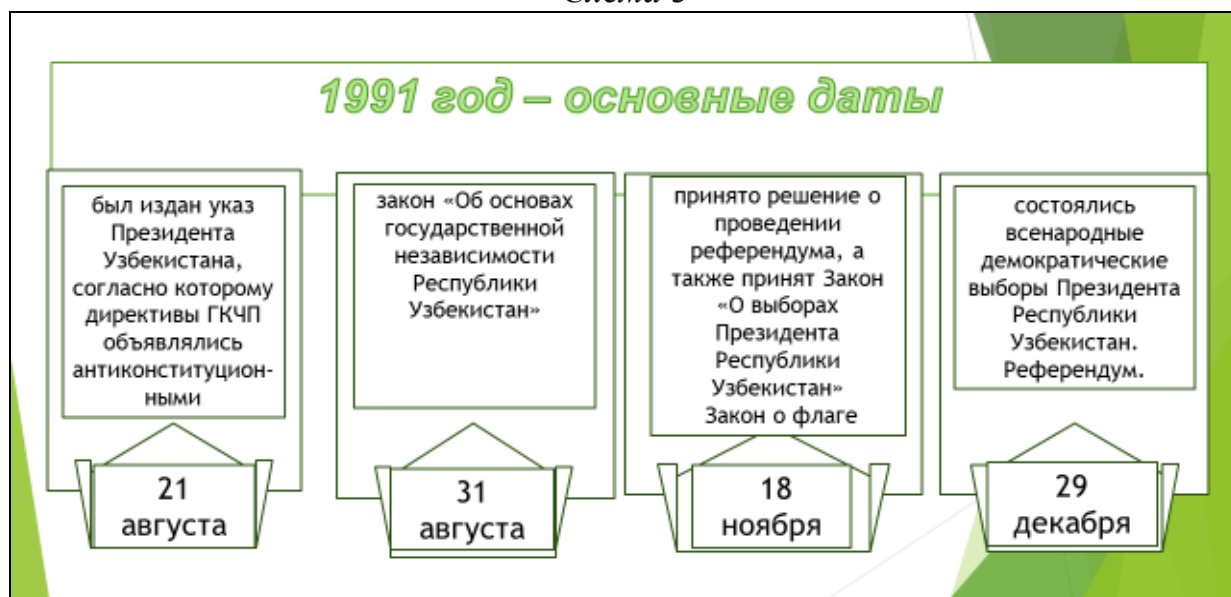 1991 год – основные даты
был издан указ
Президента
Узбекистана,
согласно которому
директивы ГКЧП
объявлялись
антиконституцион-
ными
21
августа
закон «Об основах
государственной
независимости
Республики
Узбекистан»
31
августа
принято решение о
проведении
референдума, а
также принят Закон
«О выборах
Президента
Республики
Узбекистан»
Закон о флаге
18
ноября
состоялись
всенародные
демократические
выборы Президента
Республики
Узбекистан.
Референдум.
29
декабря